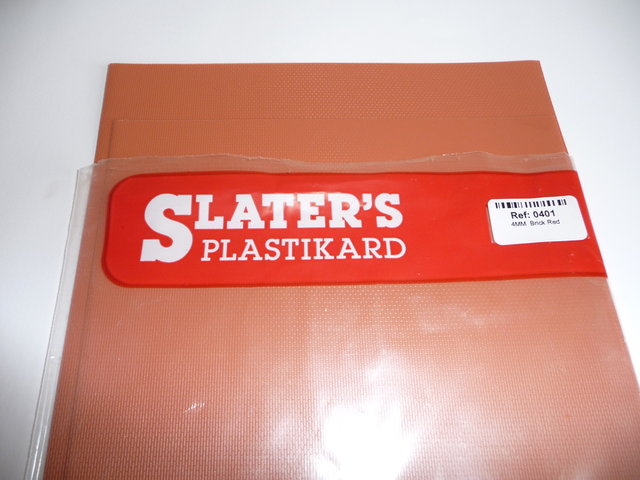 SLATER'S
PLASTIKARD
Ref: 0401
4MM Brick Red